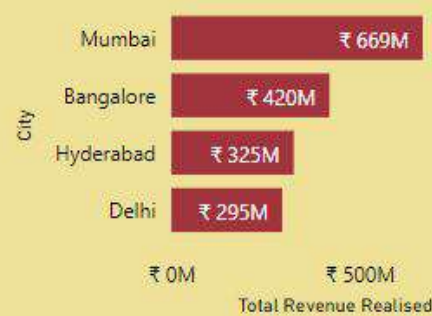 City
Mumbai ₹ 669M
Bangalore ₹ 420M
Hyderabad ₹ 325M
Delhi ₹ 295M
₹ 0M ₹ 500M
Total Revenue Realised